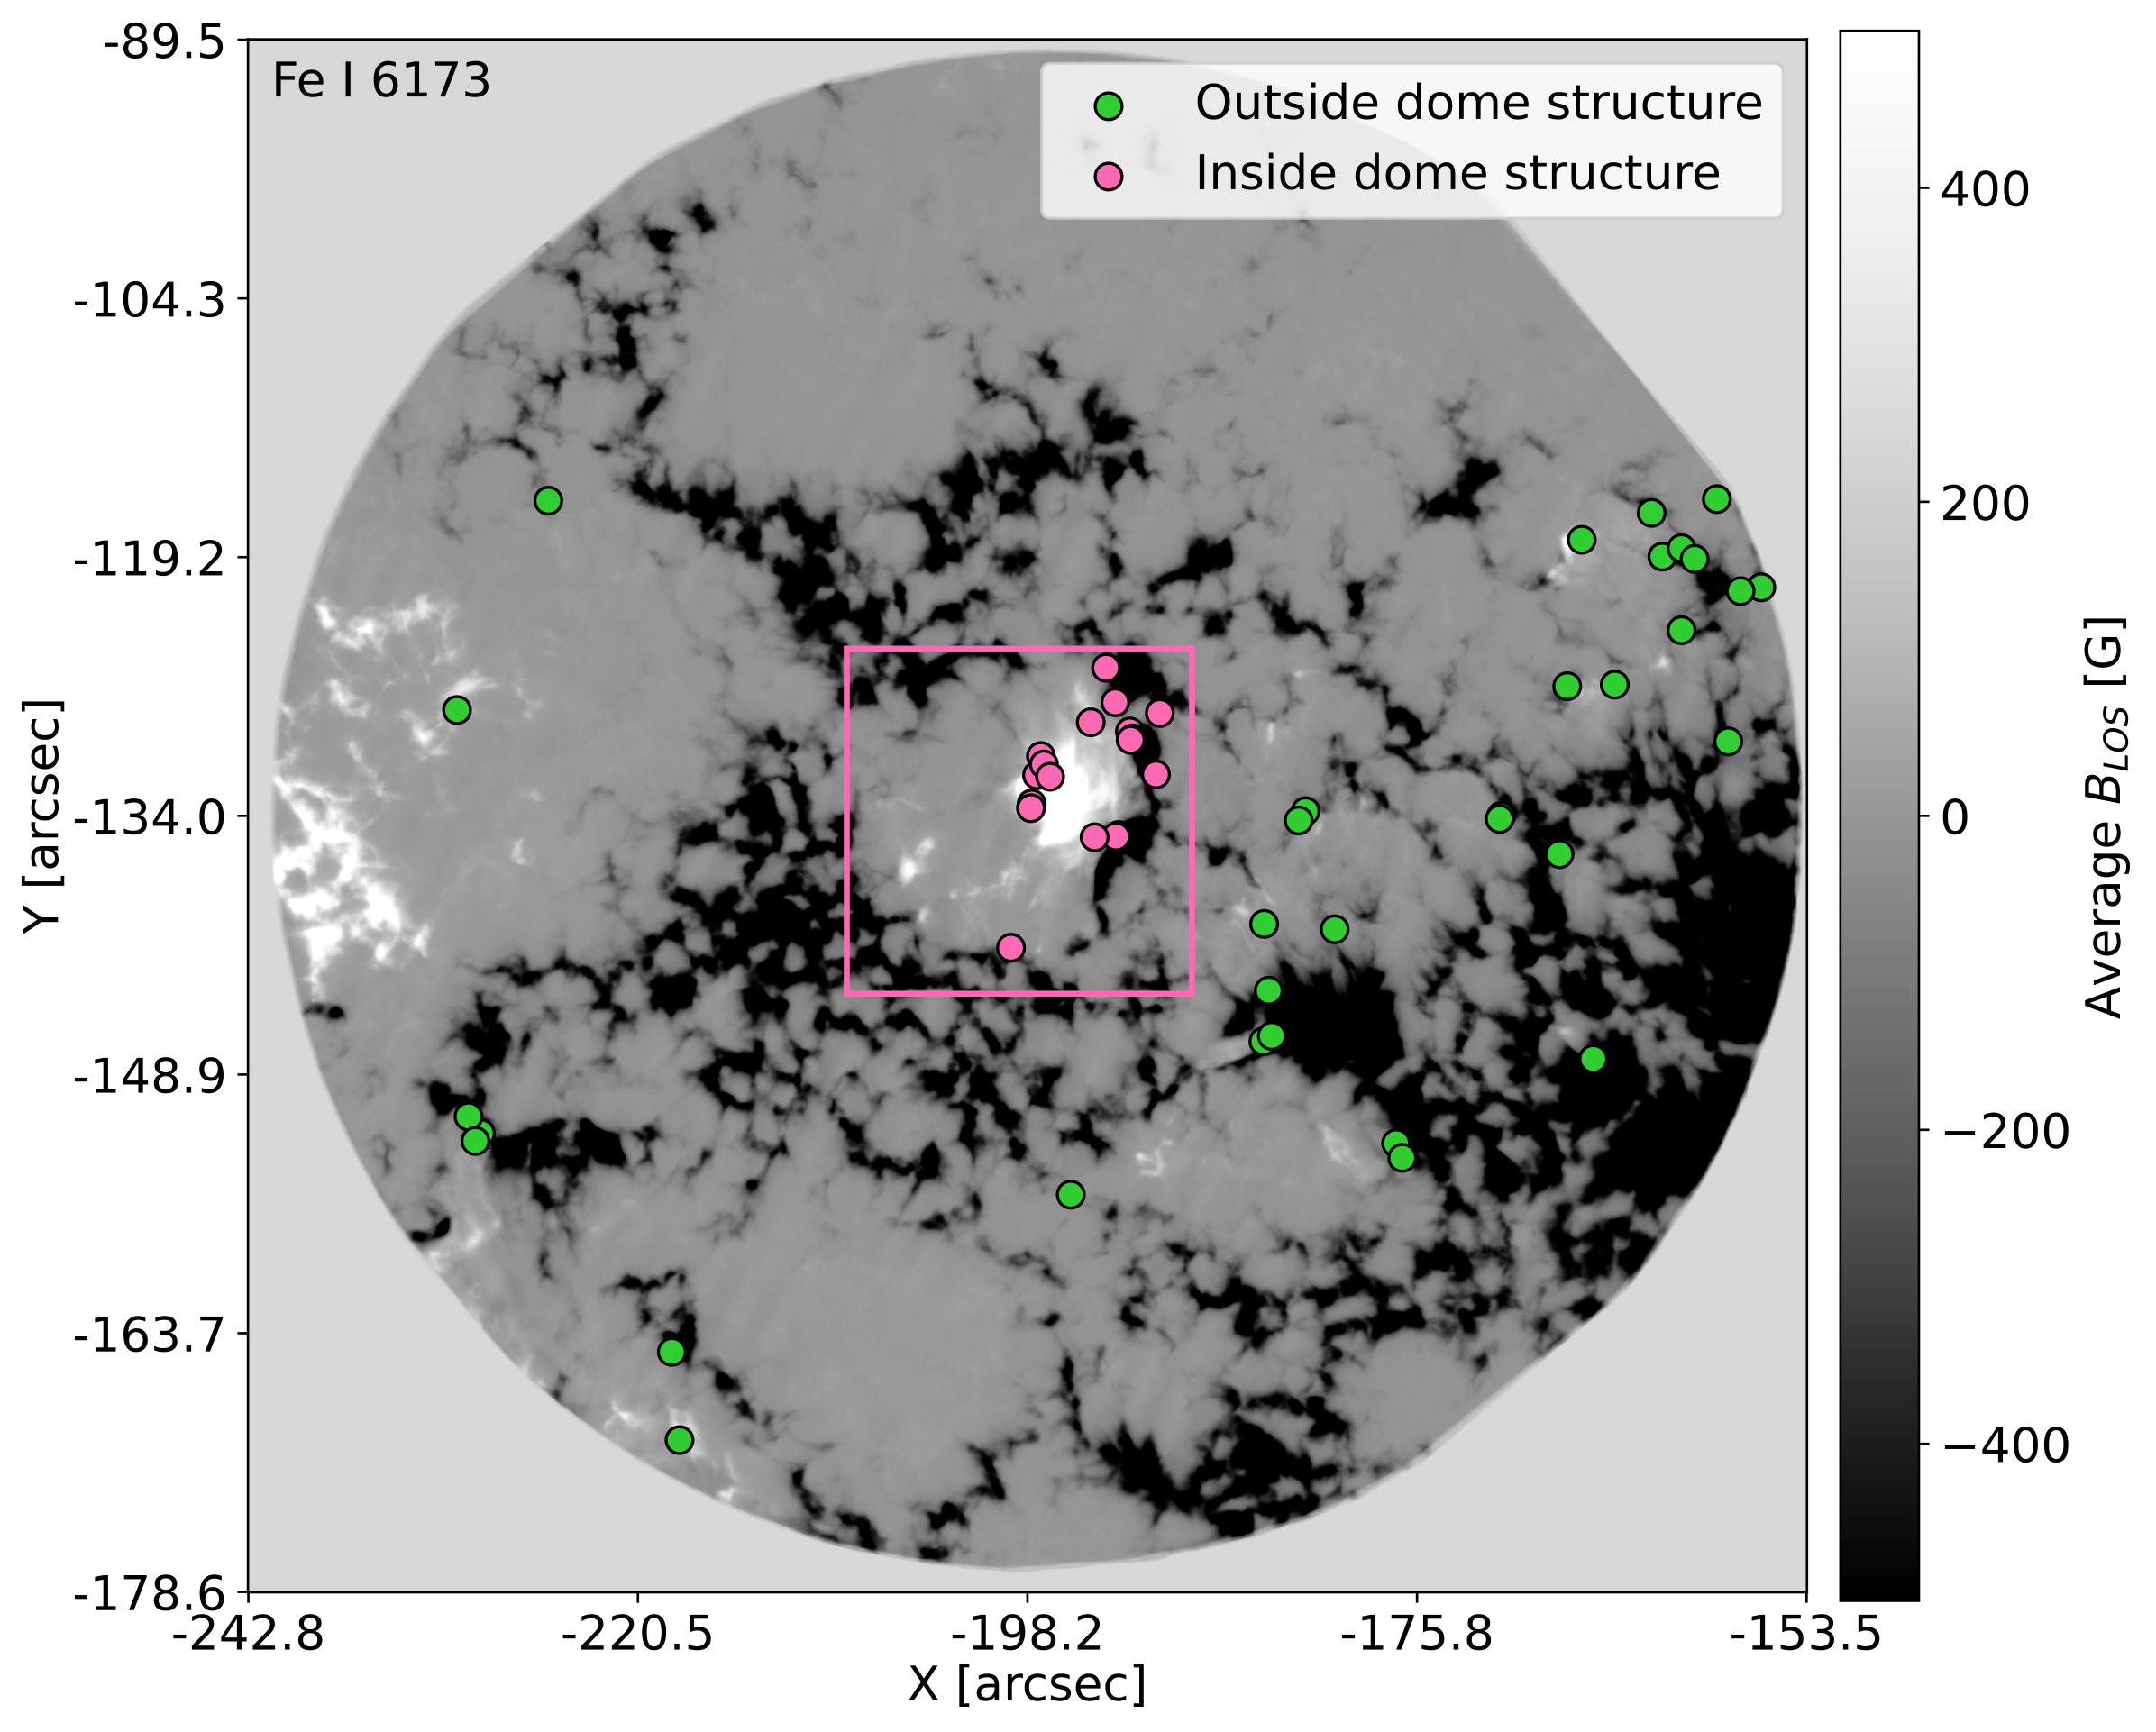 Fe I 6173
Outside dome structure
Inside dome structure
-89.5
-104.3
-119.2
-134.0
-148.9
-163.7
-178.6
Y [arcsec]
-242.8
-220.5
-198.2
-175.8
-153.5
X [arcsec]
400
200
0
−200
−400
Average B_LOS [G]